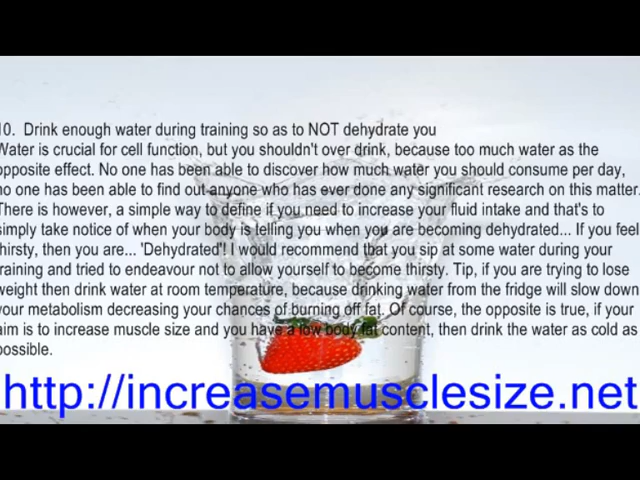 10. Drink enough water during training so as to NOT dehydrate you
Water is crucial for cell function, but you shouldn't over drink, because too much water as the
opposite effect. No one has been able to discover how much water you should consume per day,
no one has been able to find out anyone who has ever done any significant research on this matter.
There is however, a simple way to define if you need to increase your fluid intake and that's to
simply take notice of when your body is telling you when you are becoming dehydrated... If you feel
thirsty, then you are... 'Dehydrated'! I would recommend that you sip at some water during your
training and tried to endeavour not to allow yourself to become thirsty. Tip, if you are trying to lose
weight then drink water at room temperature, because drinking water from the fridge will slow down
your metabolism decreasing your chances of burning off fat. Of course, the opposite is true, if your
aim is to increase muscle size and you have a low body fat content, then drink the water as cold as
possible.
http://increasemusclesize.net